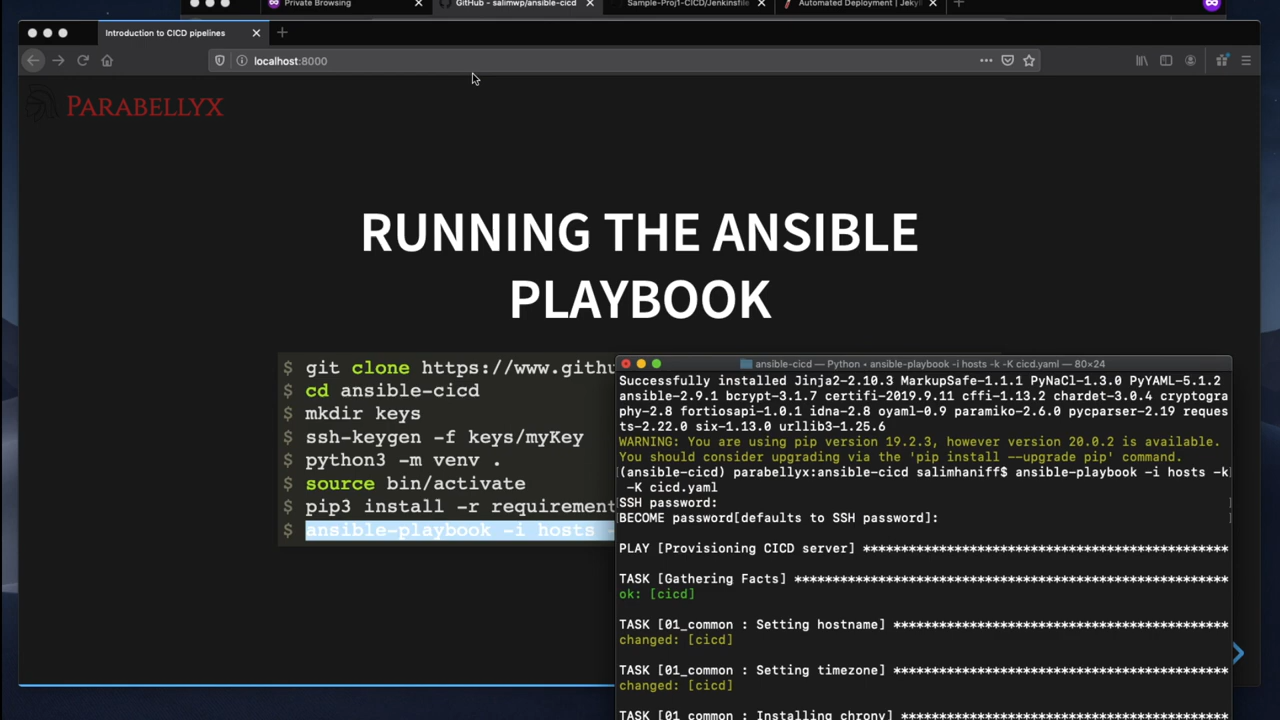 Private Browsing
GitHub - salimwp/ansible-cicd
Sample-Proj1-CICD/Jenkinsfile
Automated Deployment | Jekyl
Introduction to CICD pipelines
localhost:8000
PARABELLYX
RUNNING THE ANSIBLE
PLAYBOOK
$ git clone https://www.githu
$ cd ansible-cicd
$ mkdir keys
$ ssh-keygen -f keys/myKey
$ python3 -m venv .
$ source bin/activate
$ pip3 install -r requirement
$ ansible-playbook -i hosts -
ansible-cicd — Python • ansible-playbook -i hosts -k -K cicd.yaml — 80×24
Successfully installed Jinja2-2.10.3 MarkupSafe-1.1.1 PyNaCl-1.3.0 PyYAML-5.1.2
ansible-2.9.1 bcrypt-3.1.7 certifi-2019.9.11 cffi-1.13.2 chardet-3.0.4 cryptogra
phy-2.8 fortiosapi-1.0.1 idna-2.8 oyaml-0.9 paramiko-2.6.0 pycparser-2.19 reques
ts-2.22.0 six-1.13.0 urllib3-1.25.6
WARNING: You are using pip version 19.2.3, however version 20.0.2 is available.
You should consider upgrading via the 'pip install --upgrade pip' command.
(ansible-cicd) parabellyx:ansible-cicd salimhaniff$ ansible-playbook -i hosts -k
-K cicd.yaml
SSH password:
BECOME password[defaults to SSH password]:
PLAY [Provisioning CICD server] ************************************************
TASK [Gathering Facts] *********************************************************
ok: [cicd]
TASK [01_common : Setting hostname] ********************************************
changed: [cicd]
TASK [01_common : Setting timezone] ********************************************
changed: [cicd]
TASK [01_common : Installing chrony] *******************************************